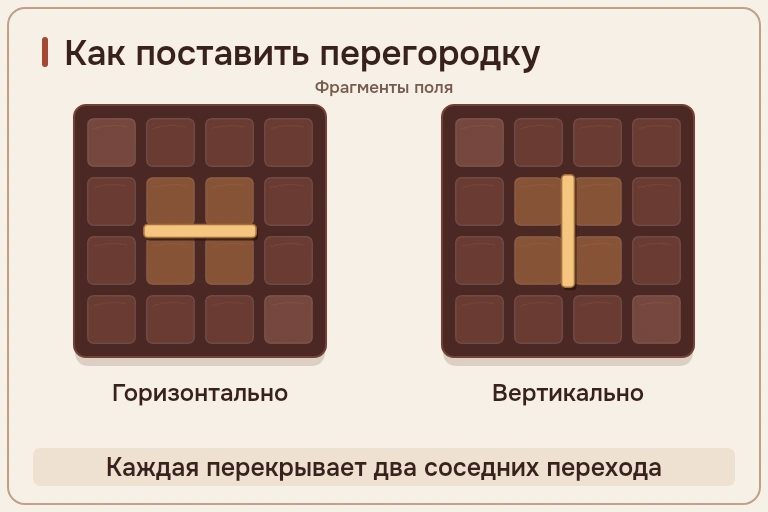 Как поставить перегородку
Фрагменты поля
Горизонтально
Вертикально
Каждая перекрывает два соседних перехода